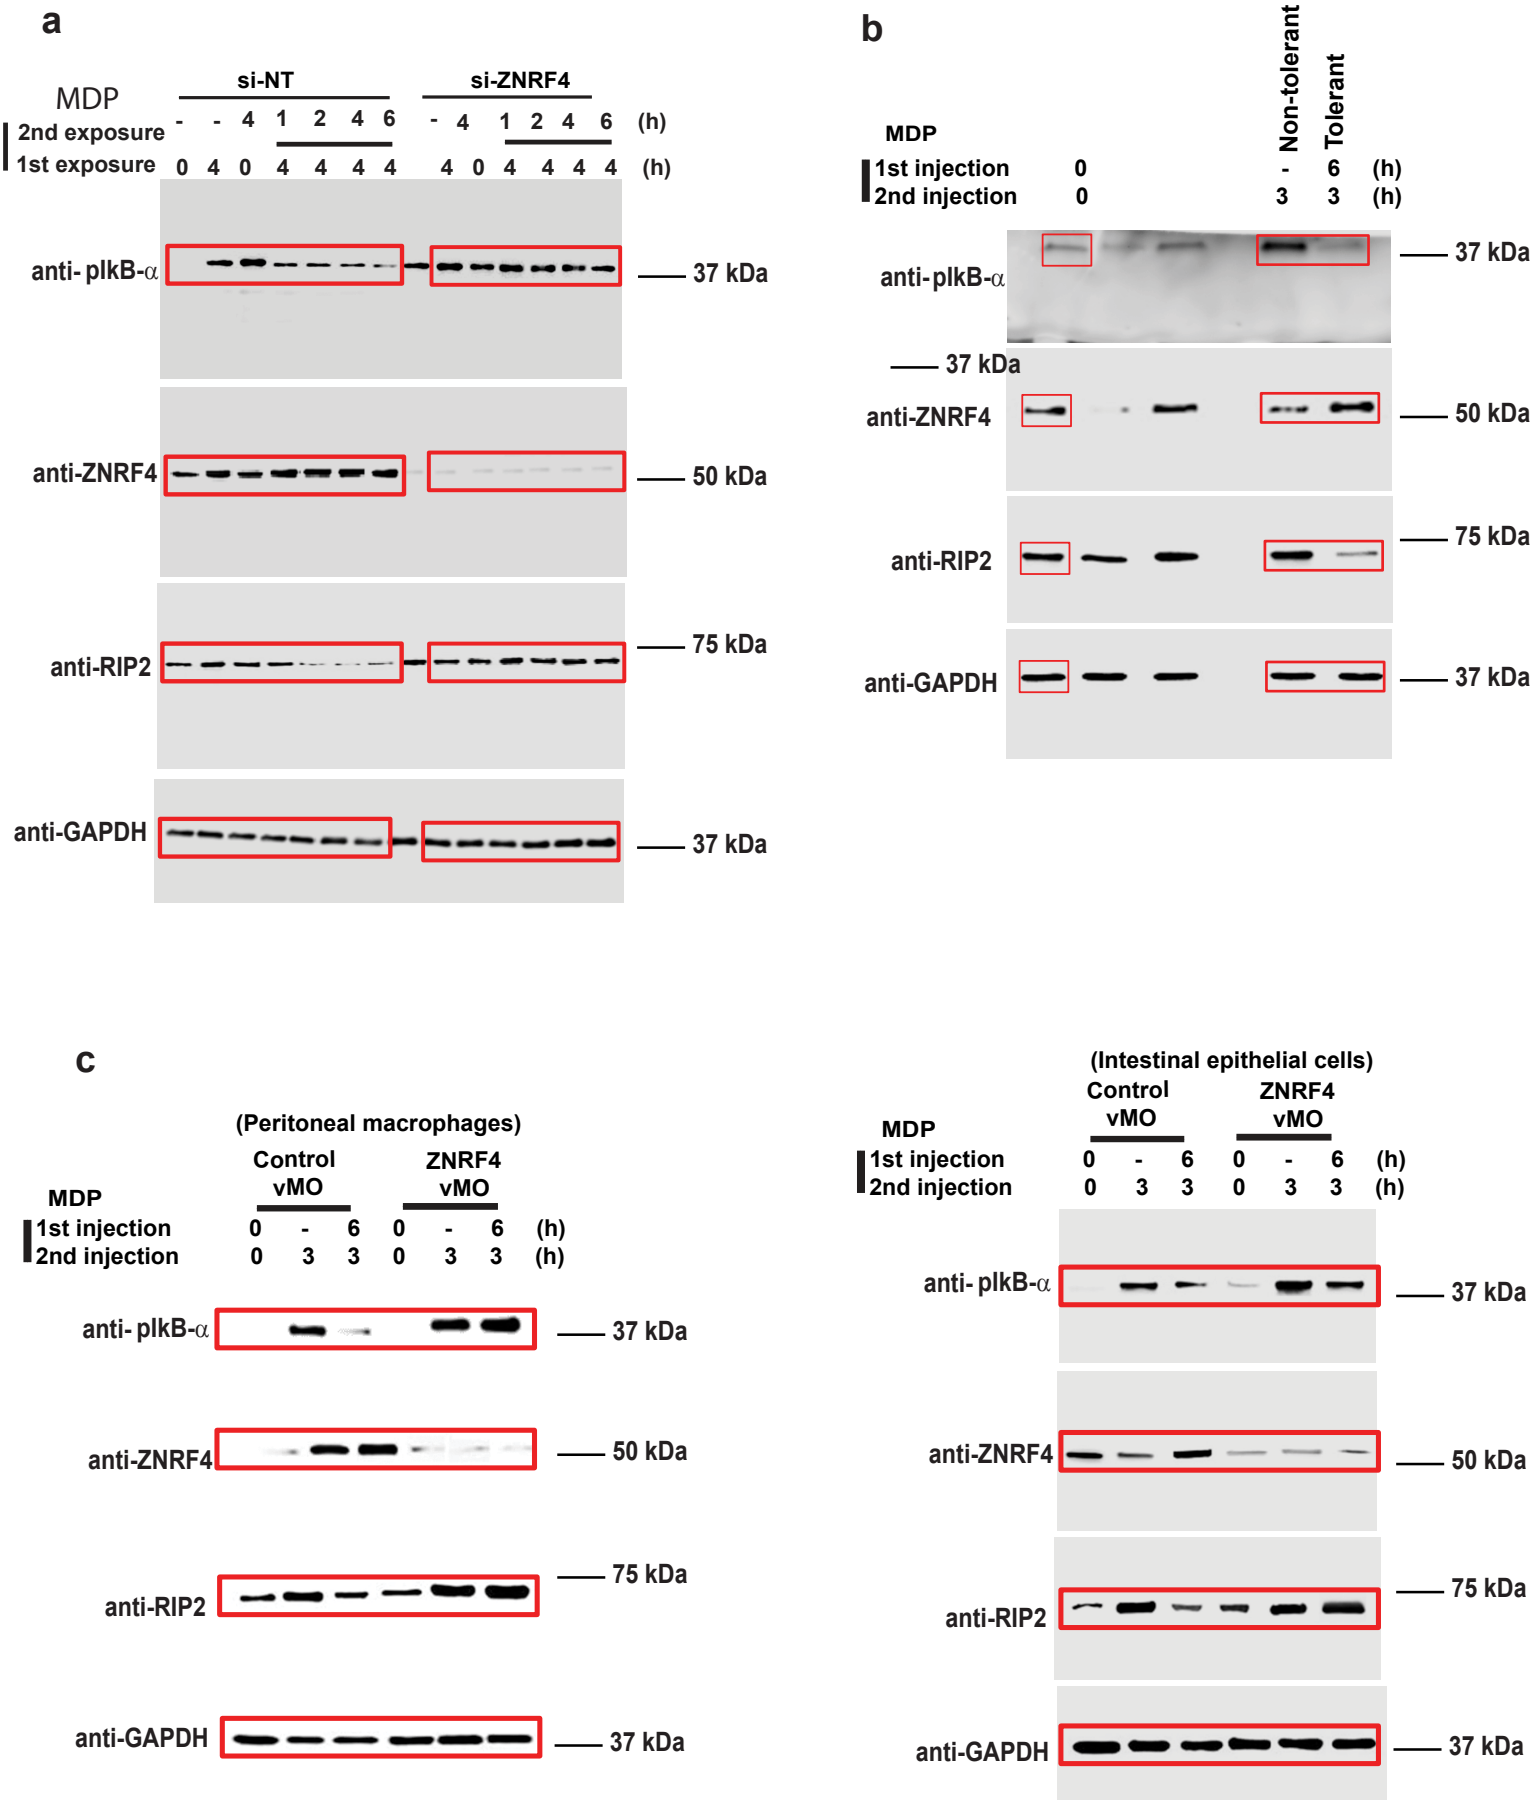 a
si-NT si-ZNRF4
MDP
2nd exposure - - 4 1 2 4 6 - 4 1 2 4 6 (h)
1st exposure 0 4 0 4 4 4 4 4 0 4 4 4 4 (h)
anti- pIkB-α 37 kDa
anti-ZNRF4 50 kDa
anti-RIP2 75 kDa
anti-GAPDH 37 kDa
b
Non-tolerant
Tolerant
MDP
1st injection 0 - 6 (h)
2nd injection 0 3 3 (h)
anti-pIkB-α 37 kDa
37 kDa
anti-ZNRF4 50 kDa
anti-RIP2 75 kDa
anti-GAPDH 37 kDa
c
(Peritoneal macrophages)
Control ZNRF4
vMO vMO
MDP
1st injection 0 - 6 0 - 6 (h)
2nd injection 0 3 3 0 3 3 (h)
anti- pIkB-α 37 kDa
anti-ZNRF4 50 kDa
anti-RIP2 75 kDa
anti-GAPDH 37 kDa
(Intestinal epithelial cells)
Control ZNRF4
vMO vMO
MDP
1st injection 0 - 6 0 - 6 (h)
2nd injection 0 3 3 0 3 3 (h)
anti- pIkB-α 37 kDa
anti-ZNRF4 50 kDa
anti-RIP2 75 kDa
anti-GAPDH 37 kDa